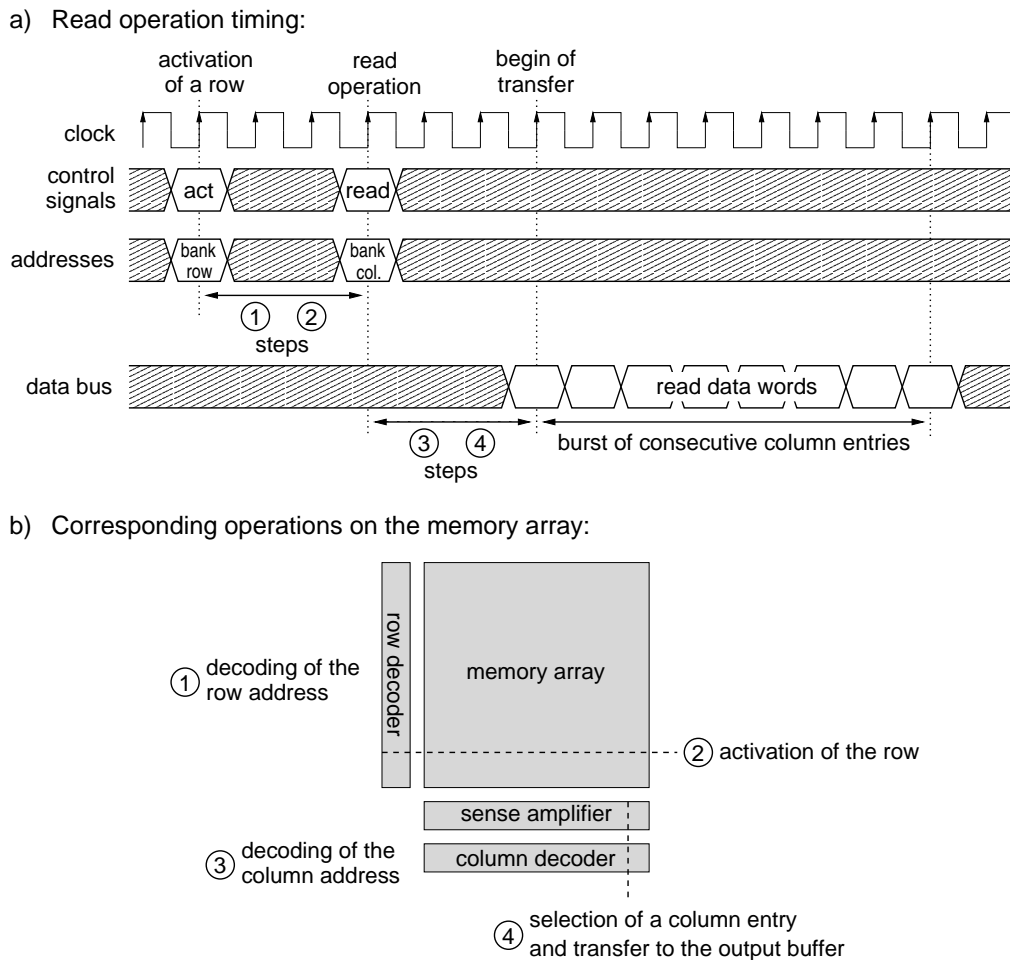 a) Read operation timing:
activation
of a row
read
operation
begin of
transfer
clock
control
signals
act
read
addresses
bank
row
bank
col.
1 2
steps
data bus
read data words
3 4
steps
burst of consecutive column entries
b) Corresponding operations on the memory array:
row decoder
memory array
1 decoding of the
row address
2 activation of the row
sense amplifier
column decoder
3 decoding of the
column address
4 selection of a column entry
and transfer to the output buffer